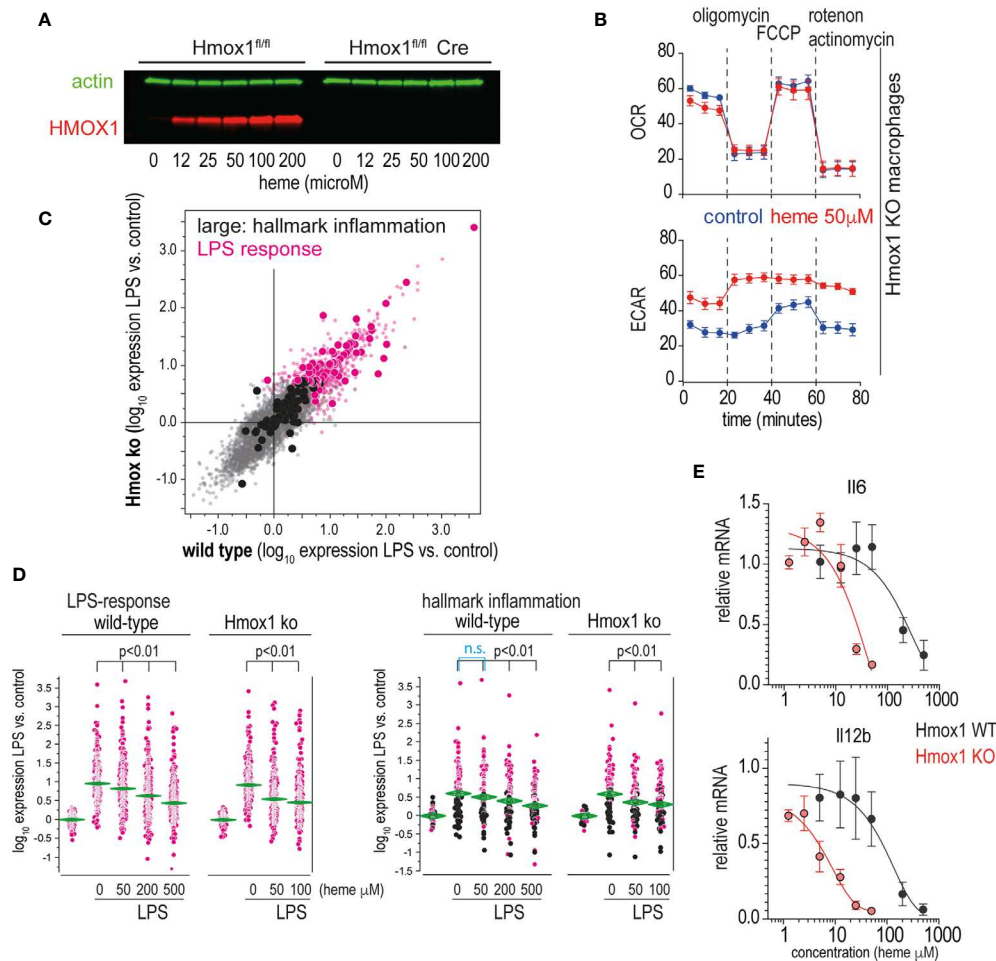 A
Hmox1fl/fl
Hmox1fl/fl Cre
actin
HMOX1
0 12 25 50 100 200 0 12 25 50 100 200
heme (microM)
B
oligomycin
FCCP
rotenon
actinomycin
80
60
40
20
0
OCR
control heme 50μM
80
60
40
20
0
ECAR
0 20 40 60 80
time (minutes)
Hmox1 KO macrophages
C
large: hallmark inflammation
LPS response
3.0
2.0
1.0
0.0
-1.0
Hmox ko (log10 expression LPS vs. control)
-1.0 0.0 1.0 2.0 3.0
wild type (log10 expression LPS vs. control)
D
LPS-response
wild-type
Hmox1 ko
p<0.01
p<0.01
log10 expression LPS vs. control
3.5
3
2.5
2
1.5
1
0.5
0
-0.5
-1
0 50 200 500
0 50 100
(heme μM)
LPS
LPS
hallmark inflammation
wild-type
Hmox1 ko
n.s.
p<0.01
p<0.01
log10 expression LPS vs. control
3.5
3
2.5
2
1.5
1
0.5
0
-0.5
-1
-1.5
0 50 200 500
0 50 100
LPS
LPS
E
Il6
relative mRNA
1.5
1.0
0.5
0.0
1 10 100 1000
Hmox1 WT
Hmox1 KO
Il12b
relative mRNA
1.0
0.5
0.0
1 10 100 1000
concentration (heme μM)